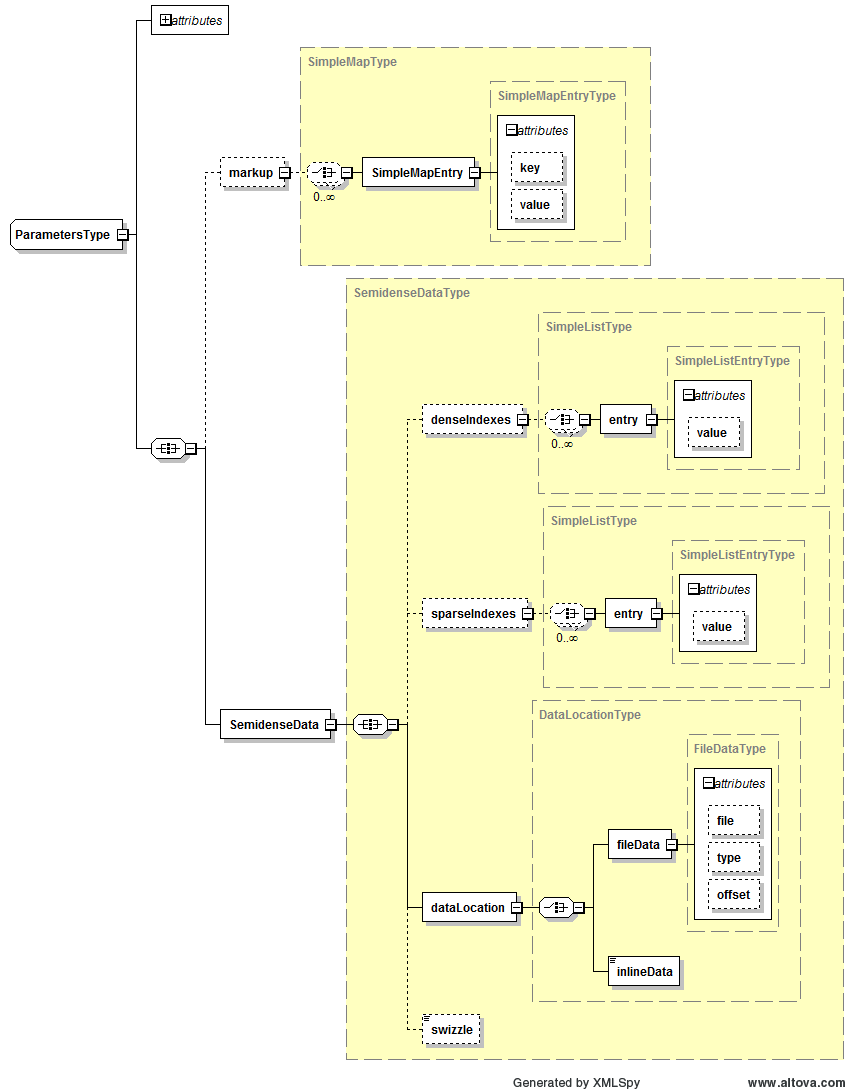 attributes
SimpleMapType
SimpleMapEntryType
attributes
markup
SimpleMapEntry
key
0..∞
value
ParametersType
SemidenseDataType
SimpleListType
SimpleListEntryType
attributes
denseIndexes
entry
value
0..∞
SimpleListType
SimpleListEntryType
attributes
sparseIndexes
entry
value
0..∞
DataLocationType
SemidenseData
FileDataType
attributes
file
fileData
type
offset
dataLocation
inlineData
swizzle
Generated by XMLSpy
www.altova.com